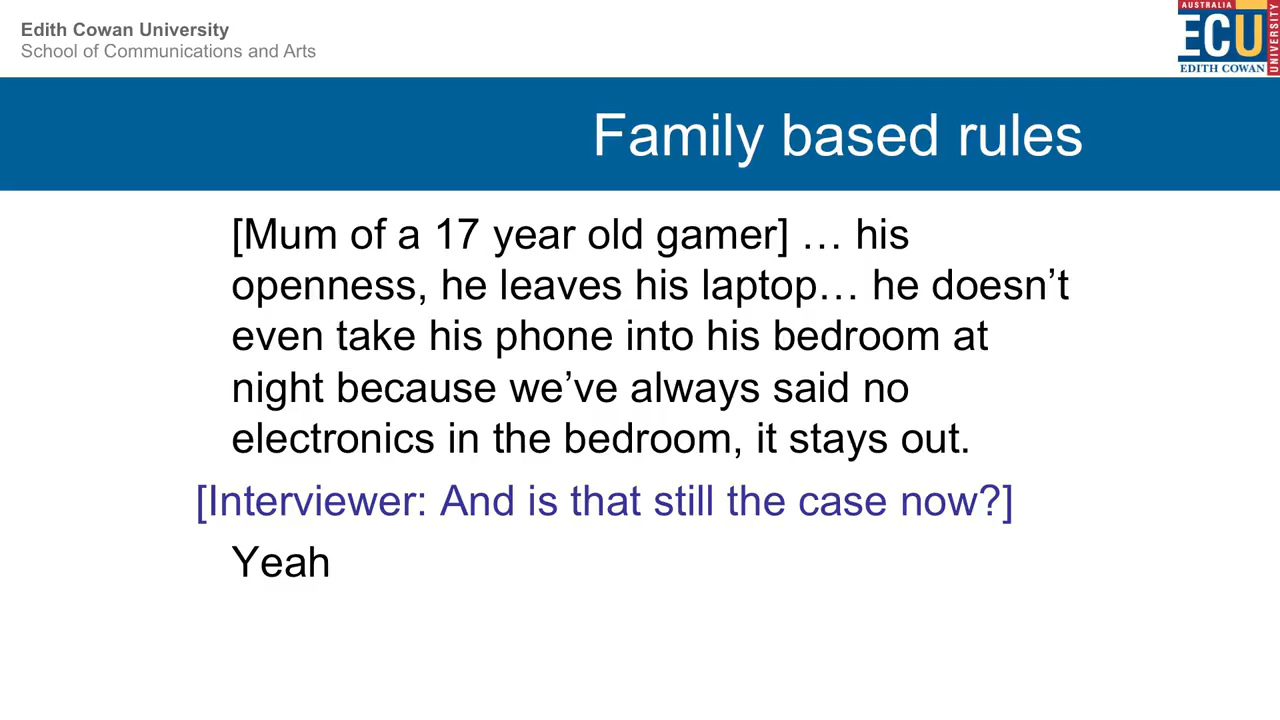 Edith Cowan University
School of Communications and Arts
AUSTRALIA
ECU
EDITH COWAN
UNIVERSITY
Family based rules
[Mum of a 17 year old gamer] … his
openness, he leaves his laptop… he doesn’t
even take his phone into his bedroom at
night because we’ve always said no
electronics in the bedroom, it stays out.
[Interviewer: And is that still the case now?]
Yeah